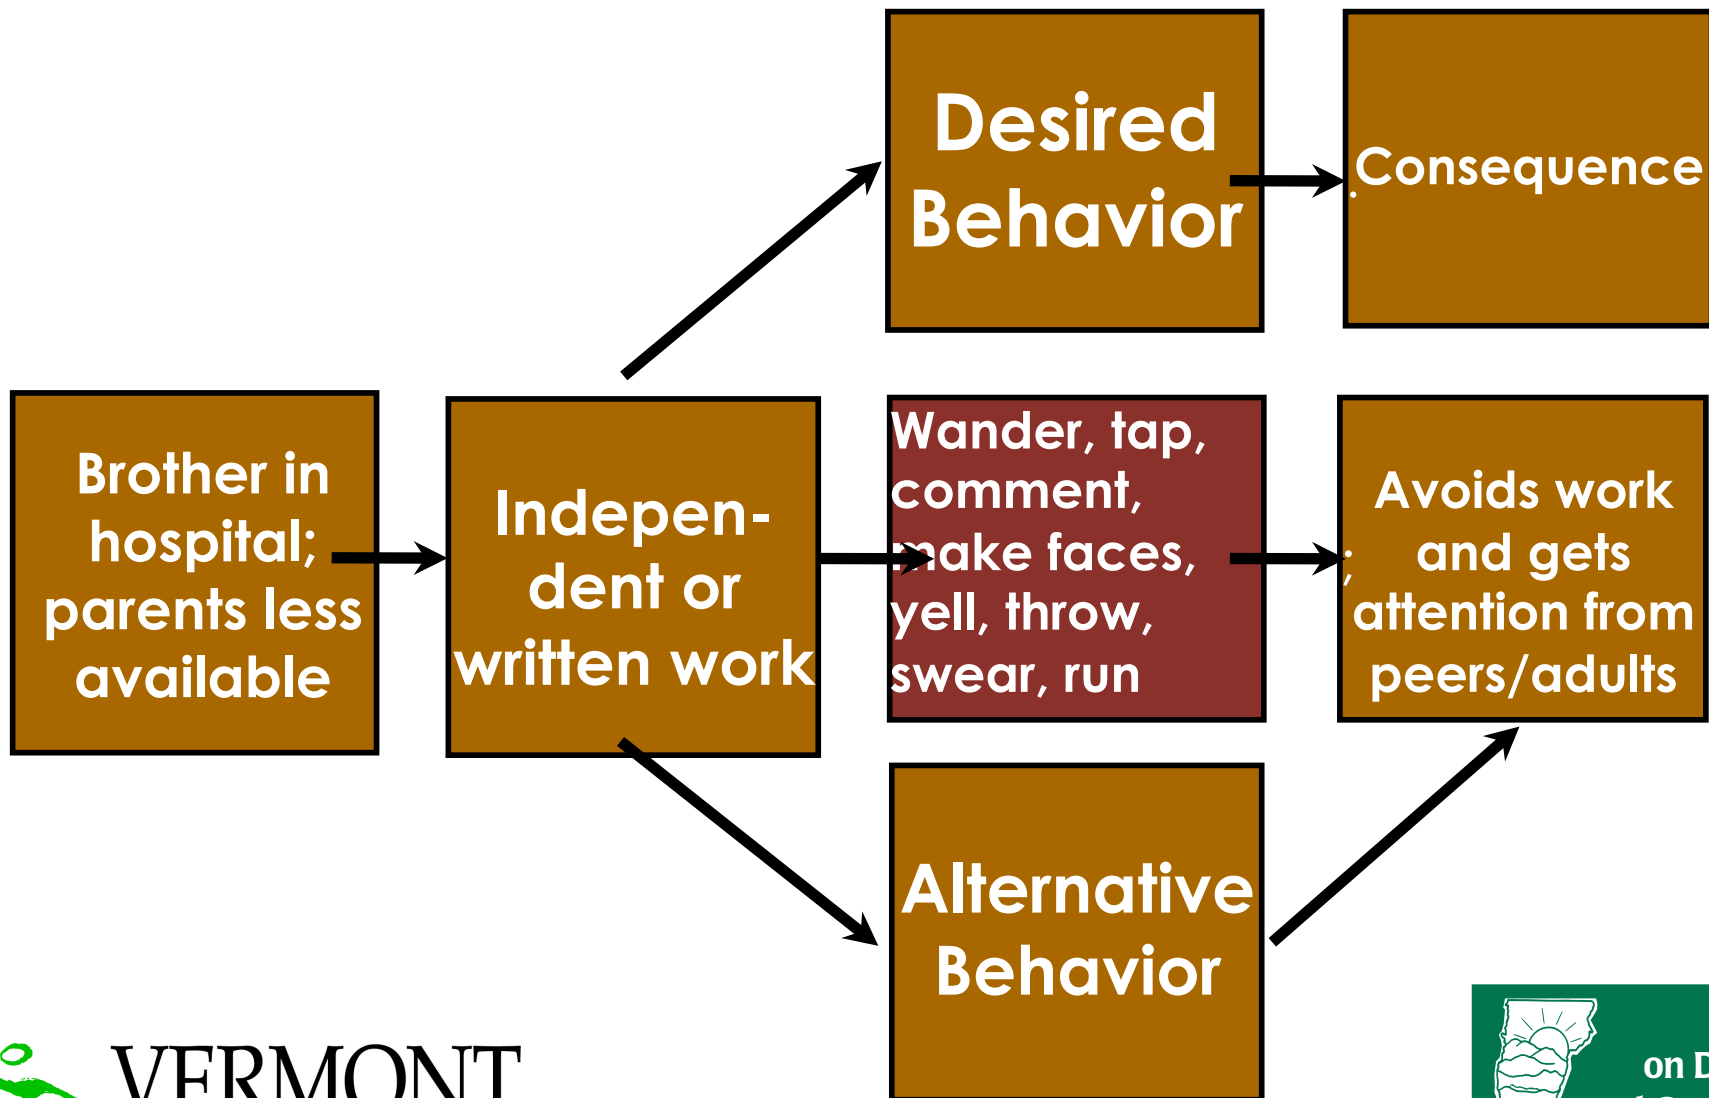 Desired
Behavior
.Consequence
Brother in
hospital;
parents less
available
Indepen-
dent or
written work
Wander, tap,
comment,
make faces,
yell, throw,
swear, run
;
Avoids work
and gets
attention from
peers/adults
Alternative
Behavior
VERMONT
on D